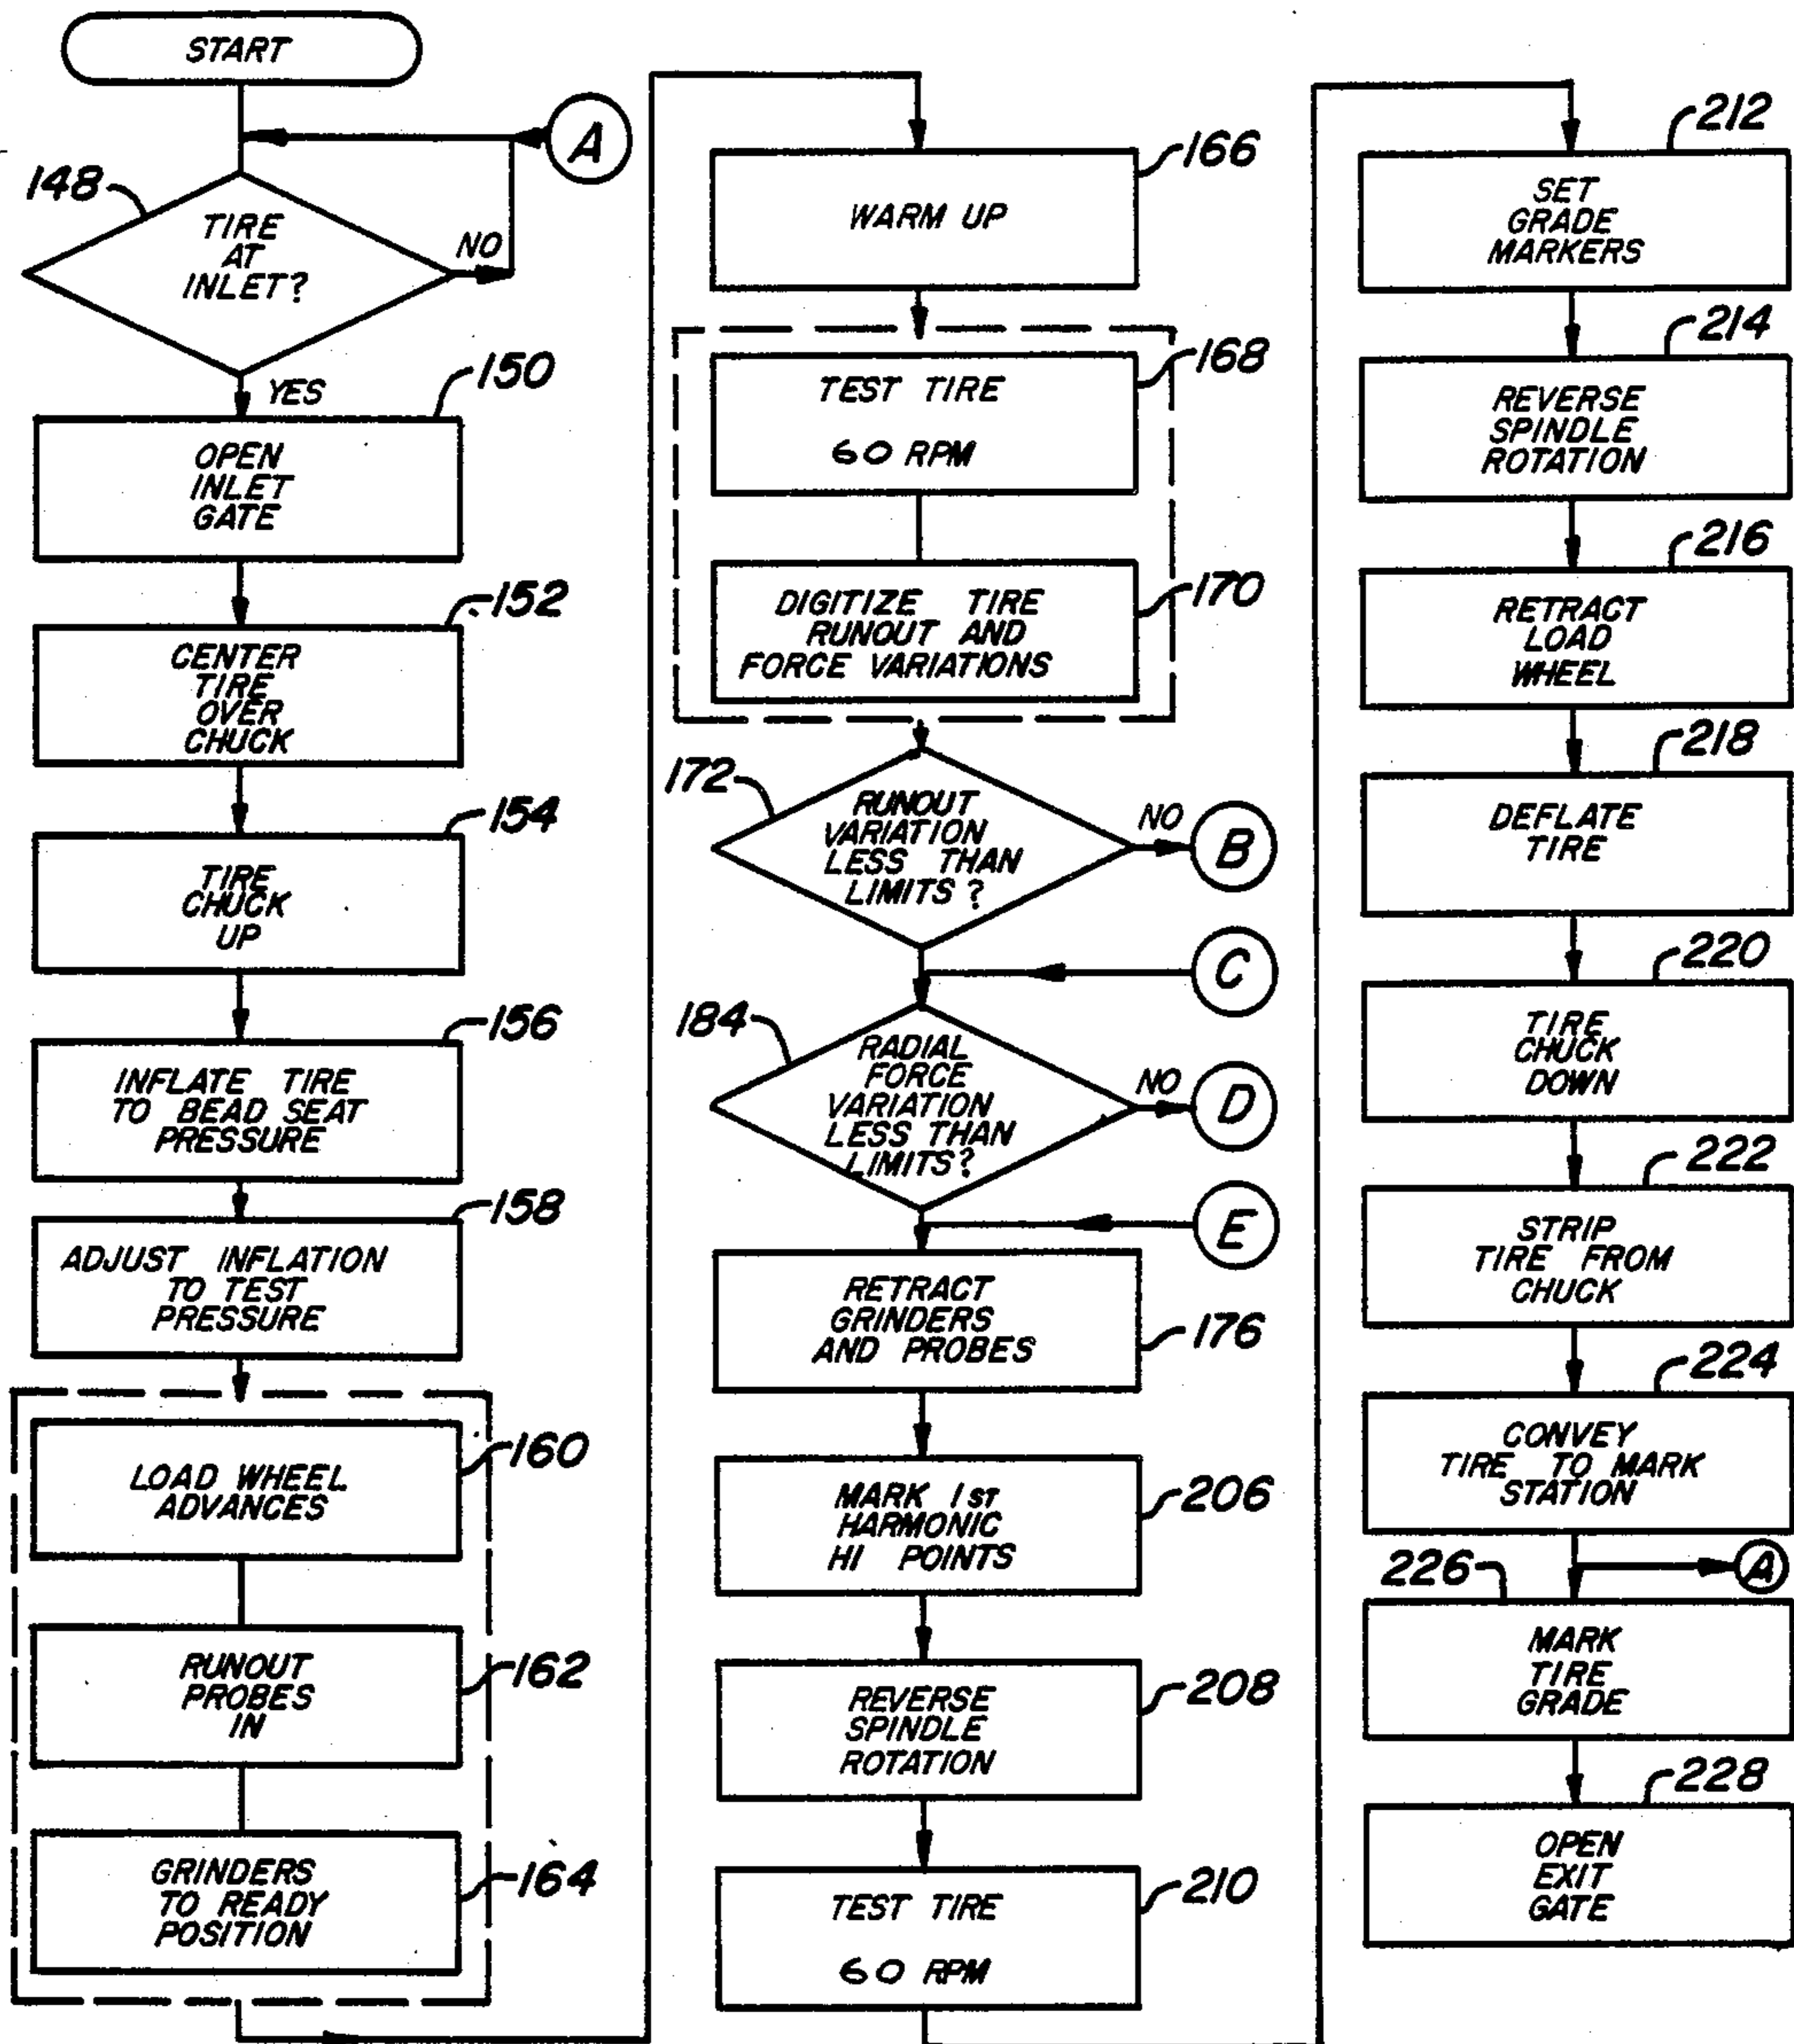 START
A
148
TIRE
AT
INLET?
NO
YES
150
OPEN
INLET
GATE
152
CENTER
TIRE
OVER
CHUCK
154
TIRE
CHUCK
UP
156
INFLATE TIRE
TO BEAD SEAT
PRESSURE
158
ADJUST INFLATION
TO TEST
PRESSURE
160
LOAD WHEEL
ADVANCES
162
RUNOUT
PROBES
IN
164
GRINDERS
TO READY
POSITION
166
WARM UP
168
TEST TIRE
60 RPM
170
DIGITIZE TIRE
RUNOUT AND
FORCE VARIATIONS
172
RUNOUT
VARIATION
LESS THAN
LIMITS?
NO
B
C
184
RADIAL
FORCE
VARIATION
LESS THAN
LIMITS?
NO
D
E
RETRACT
GRINDERS
AND PROBES
176
MARK 1ST
HARMONIC
HI POINTS
206
REVERSE
SPINDLE
ROTATION
208
TEST TIRE
60 RPM
210
212
SET
GRADE
MARKERS
214
REVERSE
SPINDLE
ROTATION
216
RETRACT
LOAD
WHEEL
218
DEFLATE
TIRE
220
TIRE
CHUCK
DOWN
222
STRIP
TIRE FROM
CHUCK
224
CONVEY
TIRE TO MARK
STATION
A
226
MARK
TIRE
GRADE
228
OPEN
EXIT
GATE